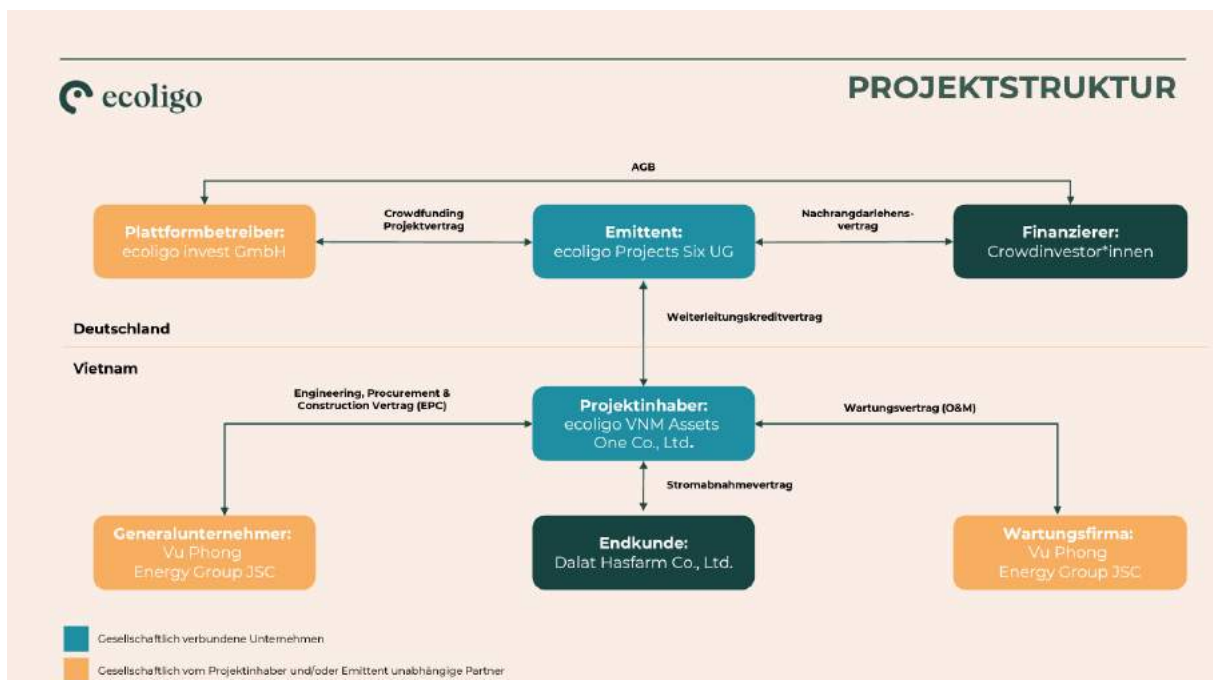 ecoligo
PROJEKTSTRUKTUR
AGB
Plattformbetreiber:
ecoligo invest GmbH
Crowdfunding
Projektvertrag
Emittent:
ecoligo Projects Six UG
Nachrangdarlehens-
vertrag
Finanzierer:
Crowdinvestor*innen
Weiterleitungskreditvertrag
Deutschland
Vietnam
Engineering, Procurement &
Construction Vertrag (EPC)
Projektinhaber:
ecoligo VNM Assets
One Co., Ltd.
Wartungsvertrag (O&M)
Stromabnahmevertrag
Generalunternehmer:
Vu Phong
Energy Group JSC
Endkunde:
Dalat Hasfarm Co., Ltd.
Wartungsfirma:
Vu Phong
Energy Group JSC
Gesellschaftlich verbundene Unternehmen
Gesellschaftlich vom Projektinhaber und/oder Emittent unabhängige Partner